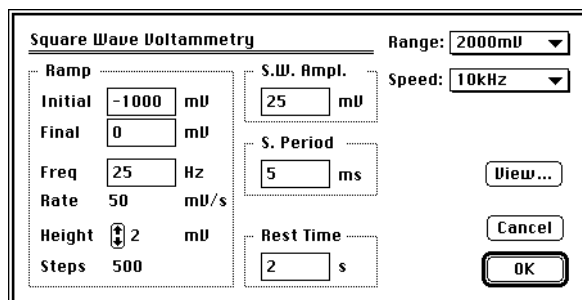 Square Wave Voltammetry
Range: 2000mV
Speed: 10kHz
Ramp
Initial -1000 mV
Final 0 mV
Freq 25 Hz
Rate 50 mV/s
Height 2 mV
Steps 500
S.W. Ampl.
25 mV
S. Period
5 ms
Rest Time
2 s
View...
Cancel
OK